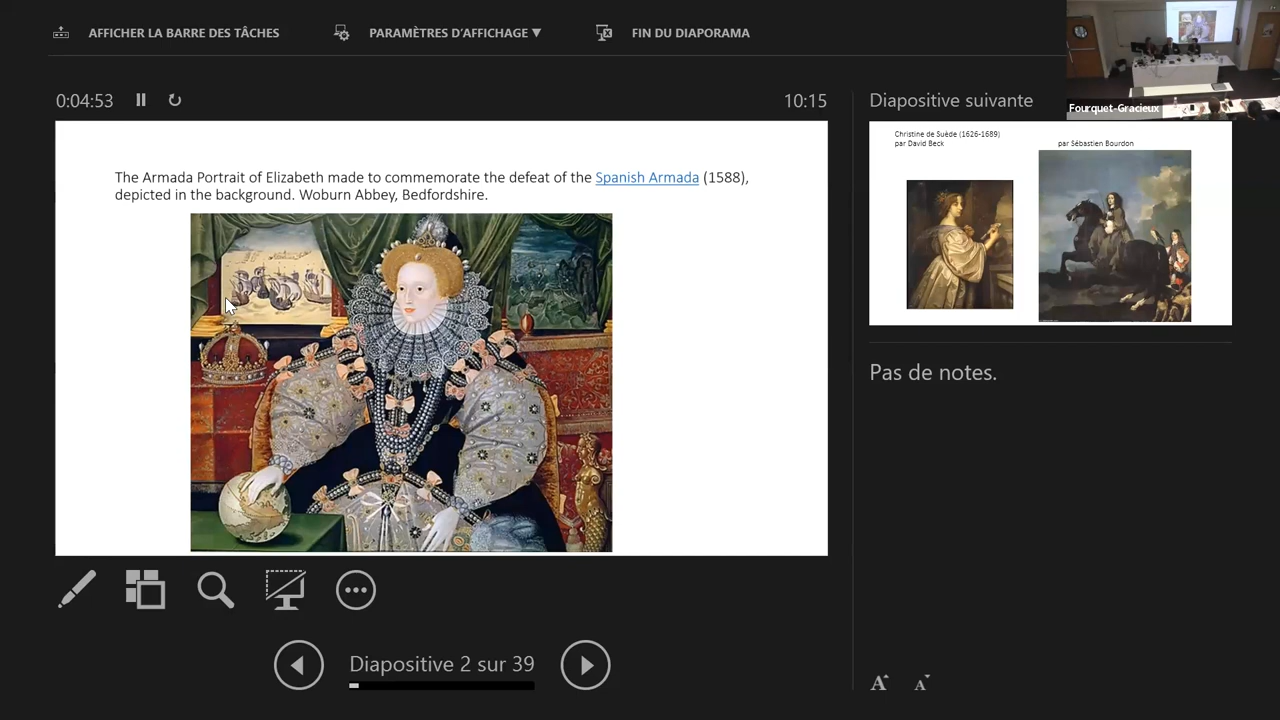 AFFICHER LA BARRE DES TÂCHES
PARAMÈTRES D'AFFICHAGE ▼
FIN DU DIAPORAMA
Fourquet-Gracieux
0:04:53
10:15
Diapositive suivante
The Armada Portrait of Elizabeth made to commemorate the defeat of the Spanish Armada (1588),
depicted in the background. Woburn Abbey, Bedfordshire.
Christine de Suède (1626-1689)
par David Beck
par Sébastien Bourdon
Pas de notes.
Diapositive 2 sur 39
A
A